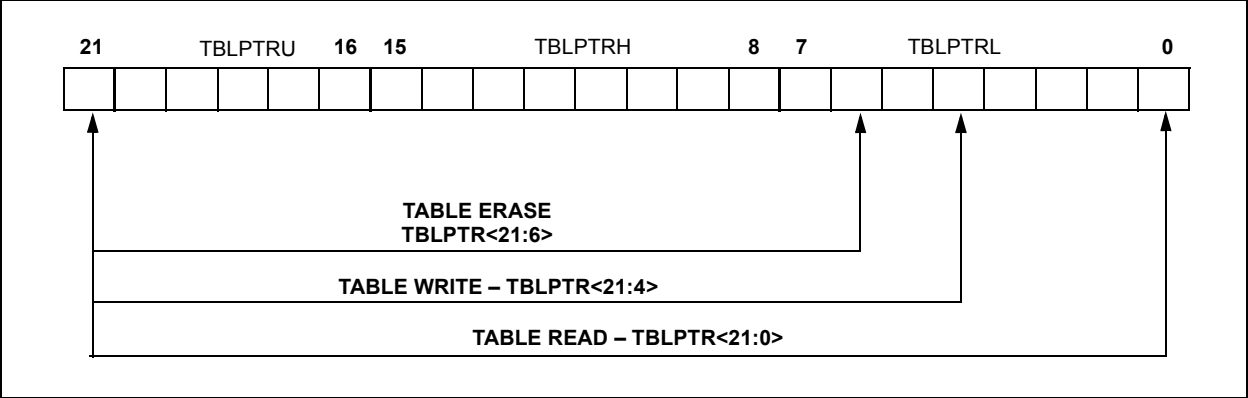 21 TBLPTRU 16 15 TBLPTRH 8 7 TBLPTRL 0
TABLE ERASE
TBLPTR<21:6>
TABLE WRITE – TBLPTR<21:4>
TABLE READ – TBLPTR<21:0>